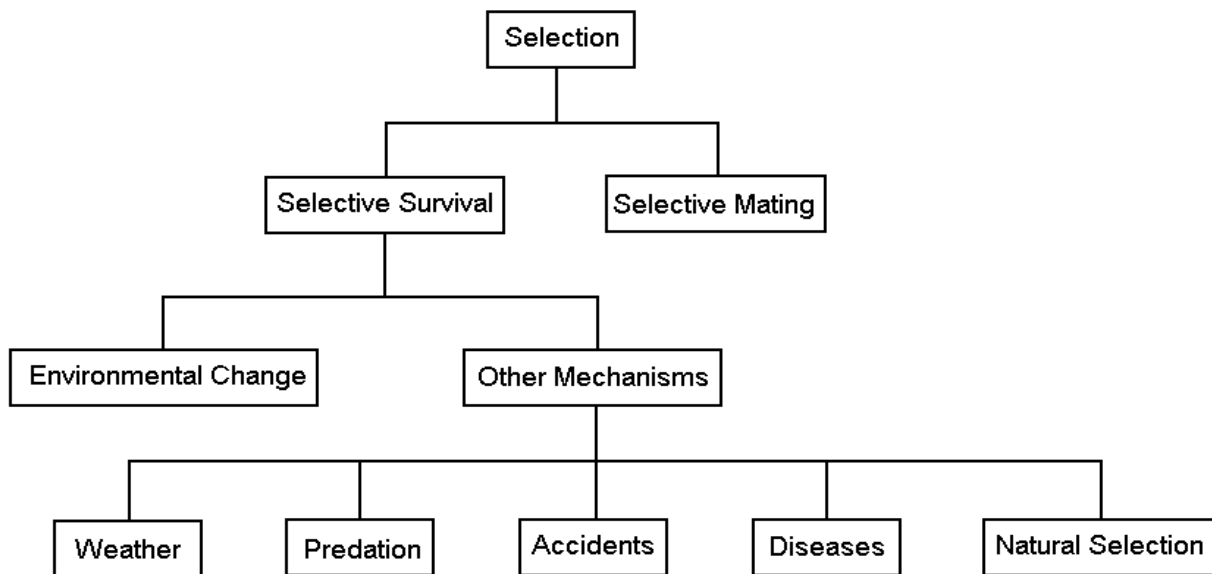 Selection
Selective Survival
Selective Mating
Environmental Change
Other Mechanisms
Weather
Predation
Accidents
Diseases
Natural Selection